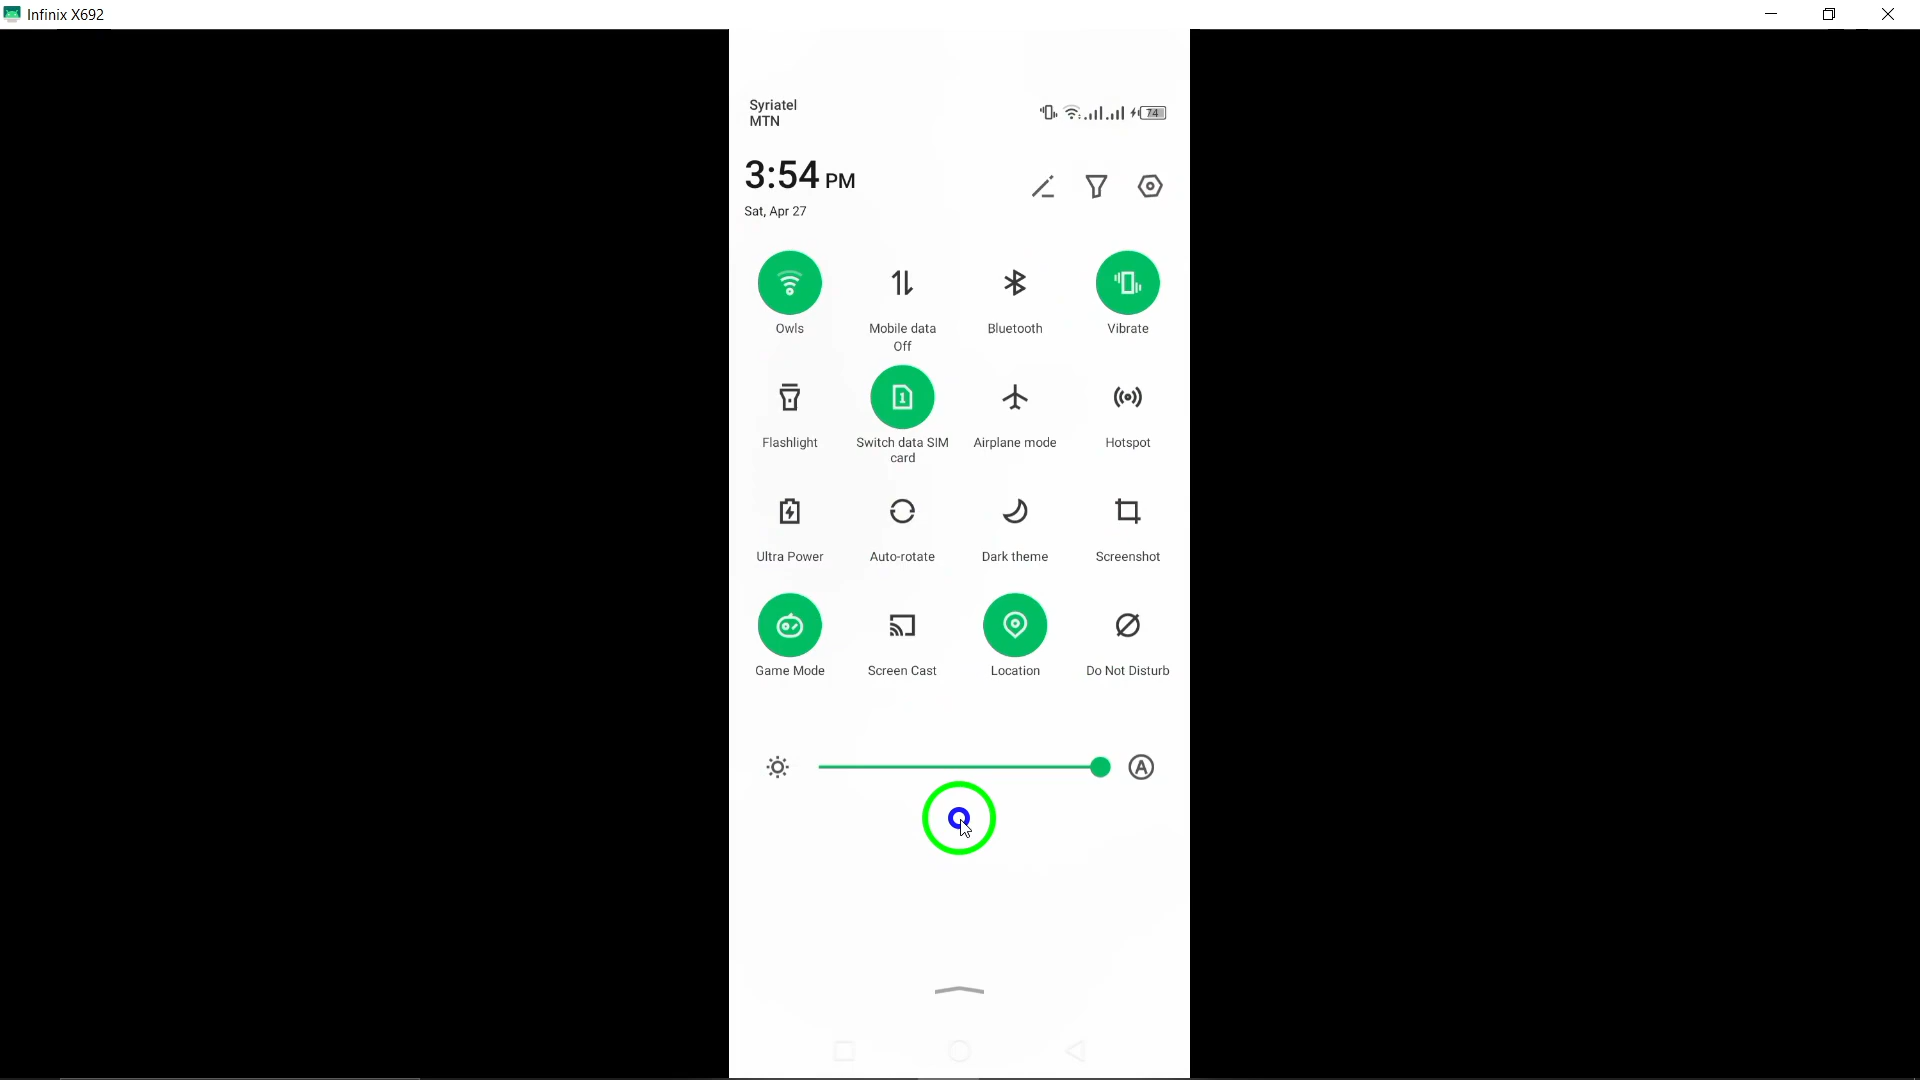 Infinix X692
Syriatel
MTN
74
3:54 PM
Sat, Apr 27
Owls
Mobile data
Off
Bluetooth
Vibrate
Flashlight
1
Switch data SIM
card
Airplane mode
Hotspot
Ultra Power
Auto-rotate
Dark theme
Screenshot
Game Mode
Screen Cast
Location
Do Not Disturb
A